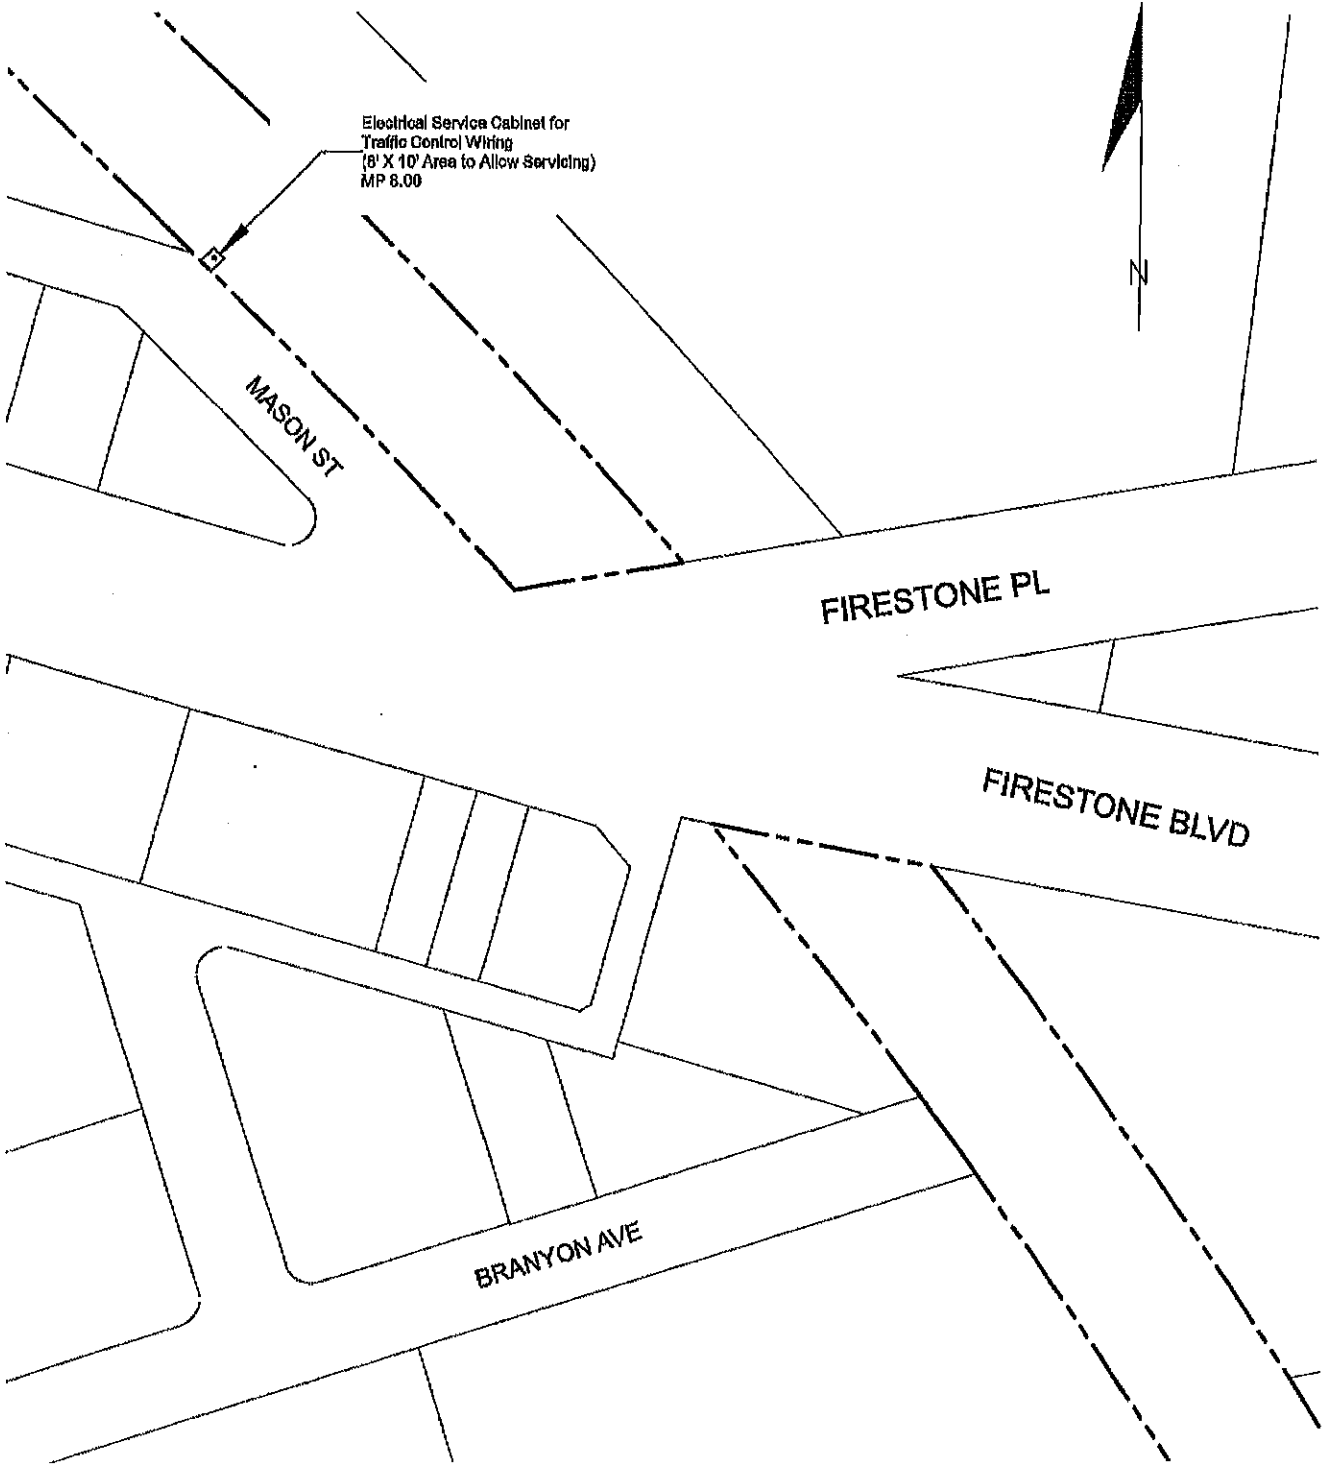 Electrical Service Cabinet for
Traffic Control Wiring
(8' X 10' Area to Allow Servicing)
MP 8.00
N
MASON ST
FIRESTONE PL
FIRESTONE BLVD
BRANYON AVE